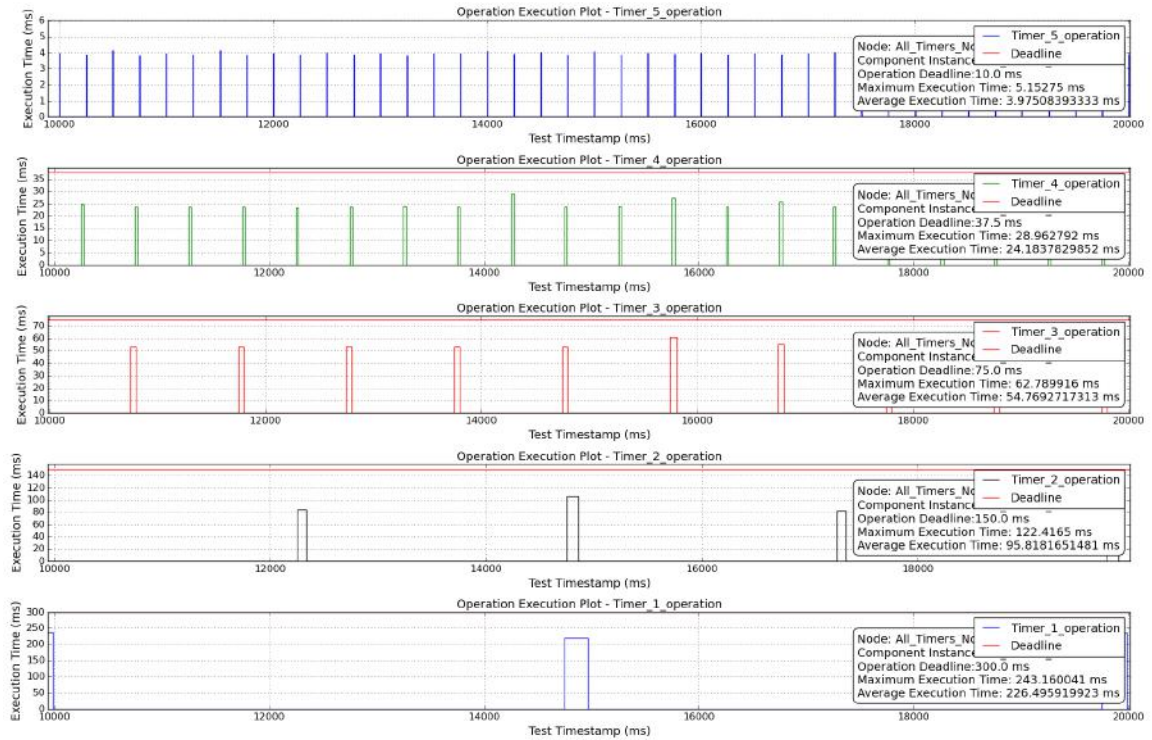 Operation Execution Plot - Timer_5_operation
Execution Time (ms)
6
5
4
3
2
1
0
Timer_5_operation
Deadline
Node: All_Timers_No
Component Instance
Operation Deadline:10.0 ms
Maximum Execution Time: 5.15275 ms
Average Execution Time: 3.97508393333 ms
10000 12000 14000 16000 18000 20000
Test Timestamp (ms)
Operation Execution Plot - Timer_4_operation
Execution Time (ms)
35
30
25
20
15
10
5
0
Timer_4_operation
Deadline
Node: All_Timers_No
Component Instance
Operation Deadline:37.5 ms
Maximum Execution Time: 28.962792 ms
Average Execution Time: 24.1837829852 ms
10000 12000 14000 16000 18000 20000
Test Timestamp (ms)
Operation Execution Plot - Timer_3_operation
Execution Time (ms)
70
60
50
40
30
20
10
0
Timer_3_operation
Deadline
Node: All_Timers_No
Component Instance
Operation Deadline:75.0 ms
Maximum Execution Time: 62.789916 ms
Average Execution Time: 54.7692717313 ms
10000 12000 14000 16000 18000 20000
Test Timestamp (ms)
Operation Execution Plot - Timer_2_operation
Execution Time (ms)
140
120
100
80
60
40
20
0
Timer_2_operation
Deadline
Node: All_Timers_No
Component Instance
Operation Deadline:150.0 ms
Maximum Execution Time: 122.4165 ms
Average Execution Time: 95.8181651481 ms
10000 12000 14000 16000 18000
Test Timestamp (ms)
Operation Execution Plot - Timer_1_operation
Execution Time (ms)
300
250
200
150
100
50
0
Timer_1_operation
Deadline
Node: All_Timers_No
Component Instance
Operation Deadline:300.0 ms
Maximum Execution Time: 243.160041 ms
Average Execution Time: 226.495919923 ms
10000 12000 14000 16000 18000 20000
Test Timestamp (ms)